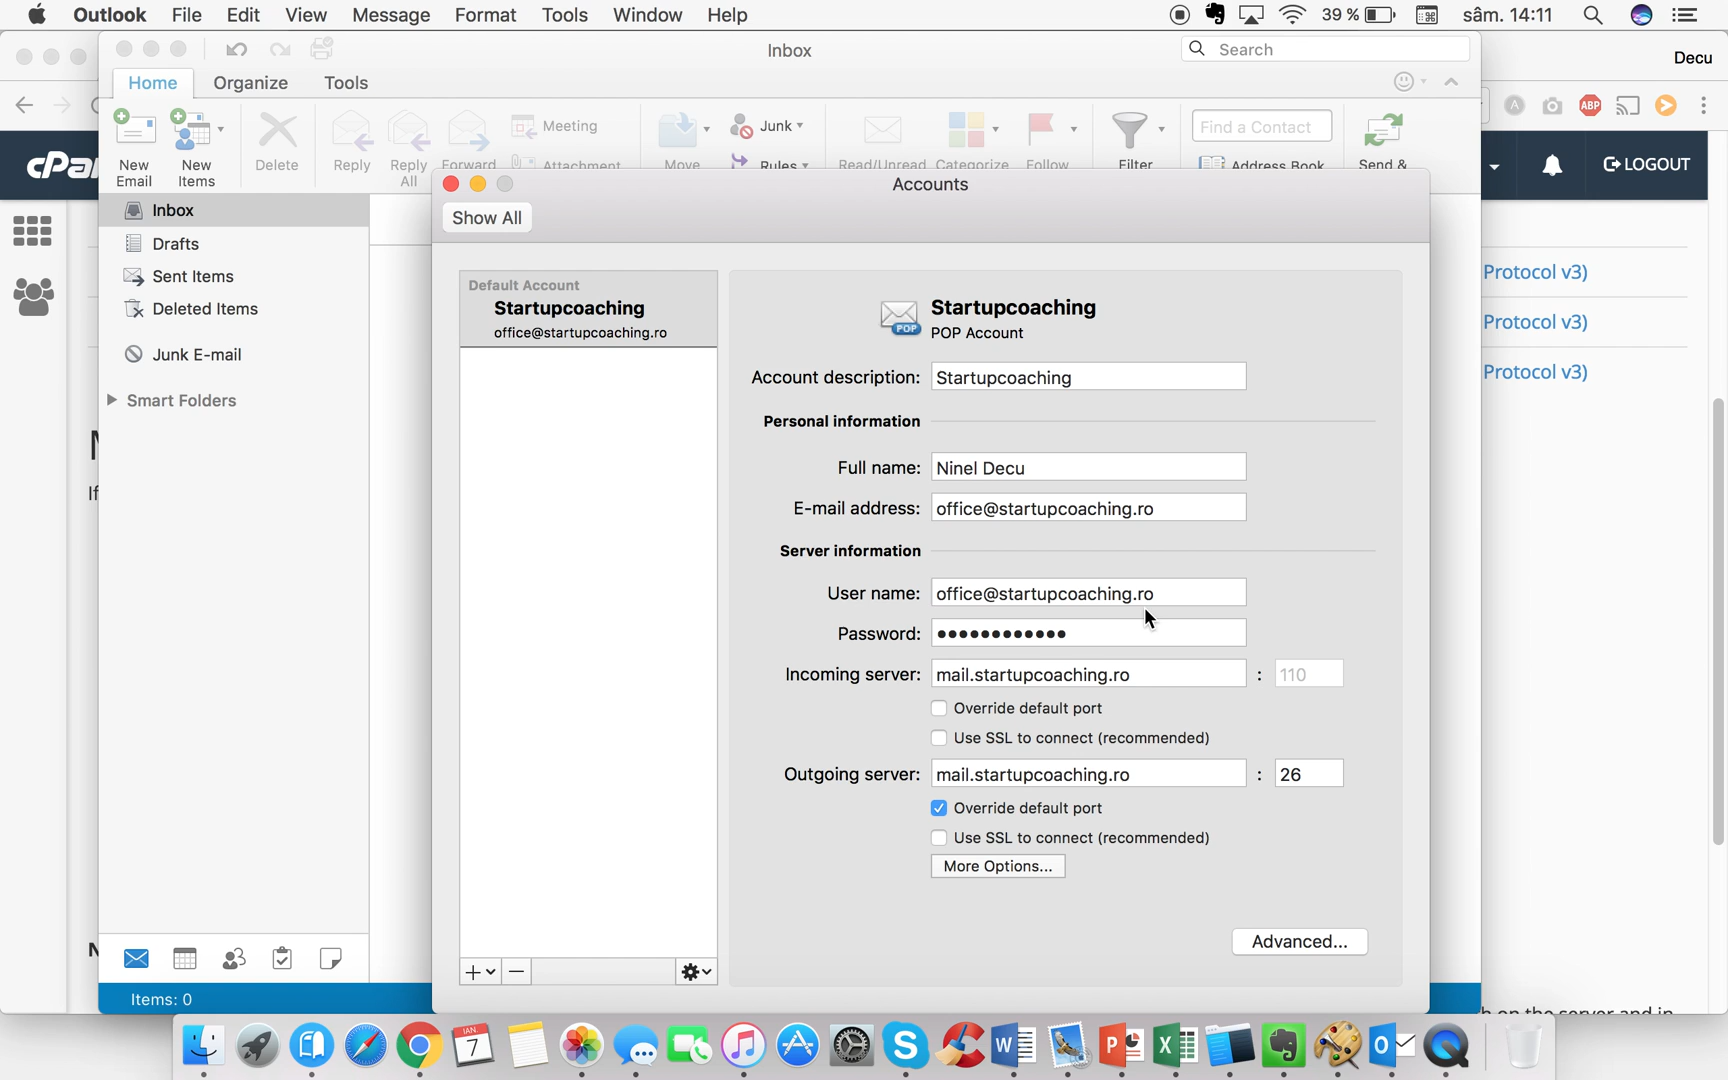 Outlook File Edit View Message Format Tools Window Help 39 % sâm. 14:11
Inbox Search Decu
Home Organize Tools
ABP
New Email New Items Delete Reply Reply All Forward Meeting Attachment Move Junk Rules Read/Unread Categorize Follow Filter Find a Contact Address Book Send &
LOGOUT
Accounts
Show All
Inbox
Drafts
Sent Items
Deleted Items
Junk E-mail
Smart Folders
Default Account
Startupcoaching
office@startupcoaching.ro
POP
Startupcoaching
POP Account
Account description: Startupcoaching
Personal information
Full name: Ninel Decu
E-mail address: office@startupcoaching.ro
Server information
User name: office@startupcoaching.ro
Password: ●●●●●●●●●●●●
Incoming server: mail.startupcoaching.ro : 110
Override default port
Use SSL to connect (recommended)
Outgoing server: mail.startupcoaching.ro : 26
Override default port
Use SSL to connect (recommended)
More Options...
Advanced...
Protocol v3)
Protocol v3)
Protocol v3)
Items: 0
IAN. 7